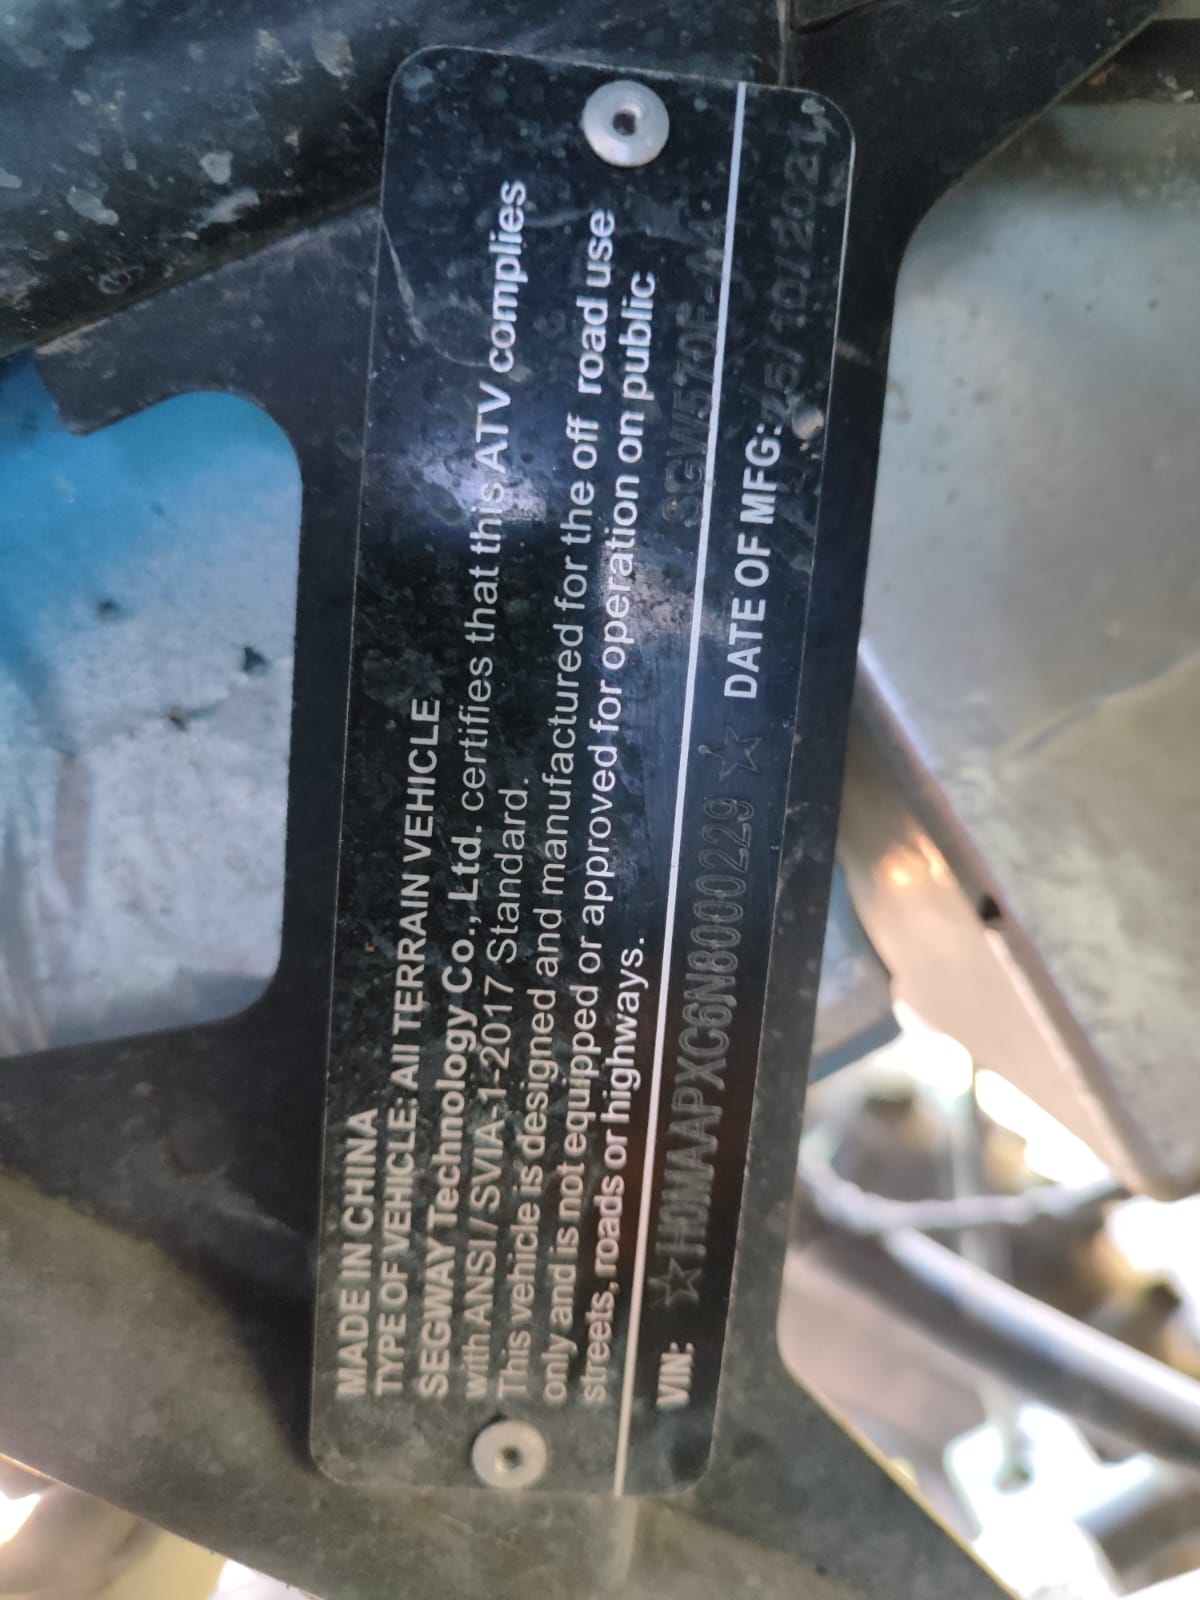 MADE IN CHINA
TYPE OF VEHICLE: All TERRAIN VEHICLE
SEGWAY Technology Co., Ltd. certifies that this ATV complies
with ANSI / SVIA-1-2017 Standard.
This vehicle is designed and manufactured for the off road use
only and is not equipped or approved for operation on public
streets, roads or highways.
VIN: ☆H0MAAPXC6N8000229☆ DATE OF MFG: